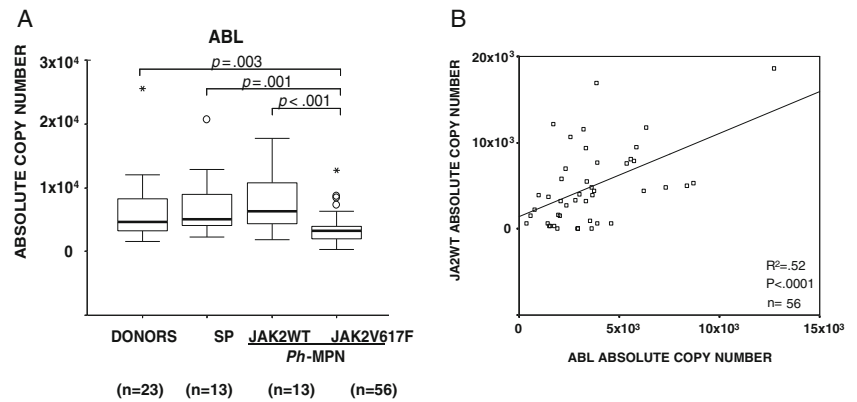 A
ABL
ABSOLUTE COPY NUMBER
3x10⁴
2x10⁴
1x10⁴
0
p=.003
p=.001
p<.001
*
*
DONORS SP JAK2WT JAK2V617F
Ph-MPN
(n=23) (n=13) (n=13) (n=56)
B
JA2WT ABSOLUTE COPY NUMBER
20x10³
10x10³
0
R²=.52
P<.0001
n= 56
0 5x10³ 10x10³ 15x10³
ABL ABSOLUTE COPY NUMBER